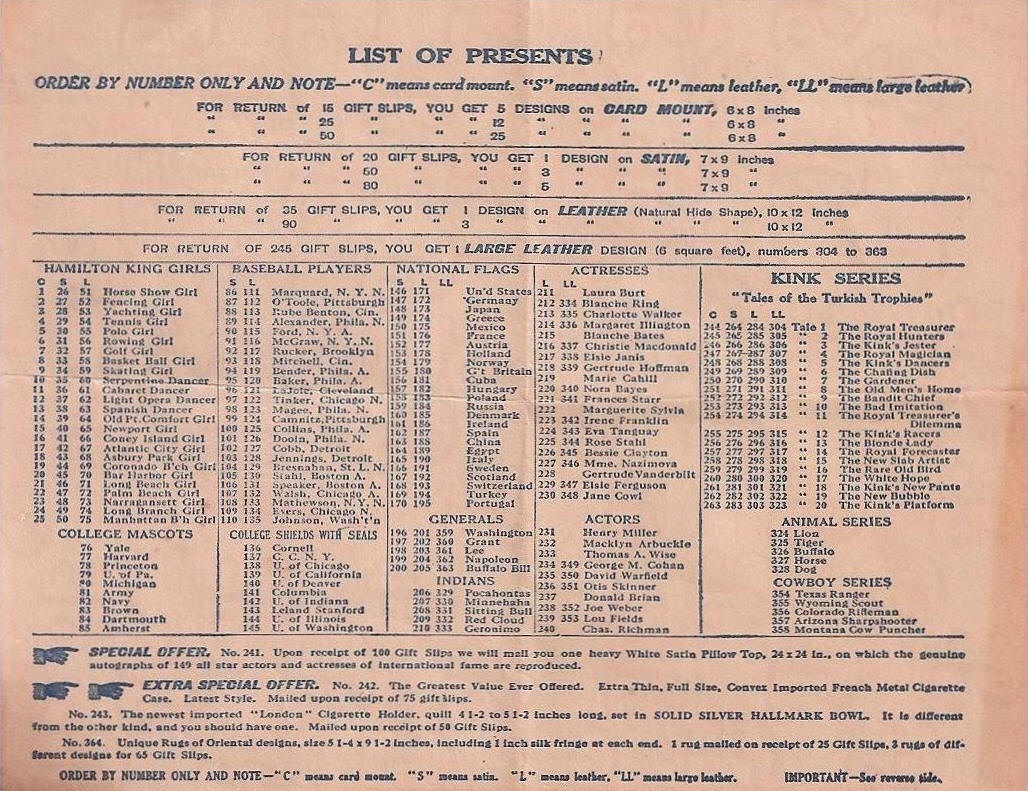 LIST OF PRESENTS
ORDER BY NUMBER ONLY AND NOTE—"C" means card mount. "S" means satin. "L" means leather, "LL" means large leather
FOR RETURN of 15 GIFT SLIPS, YOU GET 5 DESIGNS on CARD MOUNT, 6x8 inches
" " " 25 " " 12 " " " " 6x8 "
" " " 50 " " 25 " " " " 6x8 "
FOR RETURN of 20 GIFT SLIPS, YOU GET 1 DESIGN on SATIN, 7x9 inches
" " 50 " " 3 " " " 7x9 "
" " 80 " " 5 " " " 7x9 "
FOR RETURN of 35 GIFT SLIPS, YOU GET 1 DESIGN on LEATHER (Natural Hide Shape), 10x12 inches
" " 90 " " 3 " " " " 10x12 "
FOR RETURN OF 245 GIFT SLIPS, YOU GET 1 LARGE LEATHER DESIGN (6 square feet), numbers 304 to 363
HAMILTON KING GIRLS
C S L
1 26 51 Horse Show Girl
2 27 52 Fencing Girl
3 28 53 Yachting Girl
4 29 54 Tennis Girl
5 30 55 Polo Girl
6 31 56 Rowing Girl
7 32 57 Golf Girl
8 33 58 Basket Ball Girl
9 34 59 Skating Girl
10 35 60 Serpentine Dancer
11 36 61 Cabaret Dancer
12 37 62 Light Opera Dancer
13 38 63 Spanish Dancer
14 39 64 Old Pt. Comfort Girl
15 40 65 Newport Girl
16 41 66 Coney Island Girl
17 42 67 Atlantic City Girl
18 43 68 Asbury Park Girl
19 44 69 Coronado B'ch Girl
20 45 70 Bar Harbor Girl
21 46 71 Long Beach Girl
22 47 72 Palm Beach Girl
23 48 73 Narragansett Girl
24 49 74 Long Branch Girl
25 50 75 Manhattan B'h Girl
COLLEGE MASCOTS
76 Yale
77 Harvard
78 Princeton
79 U. of Pa.
80 Michigan
81 Army
82 Navy
83 Brown
84 Dartmouth
85 Amherst
BASEBALL PLAYERS
S L
86 111 Marquard, N. Y. N.
87 112 O'Toole, Pittsburgh
88 113 Rube Benton, Cin.
89 114 Alexander, Phila. N.
90 115 Ford, N. Y. A.
91 116 McGraw, N. Y. N.
92 117 Rucker, Brooklyn
93 118 Mitchell, Cin.
94 119 Bender, Phila. A.
95 120 Baker, Phila. A.
96 121 Lajoie, Cleveland
97 122 Tinker, Chicago N.
98 123 Magee, Phila. N.
99 124 Camnitz, Pittsburgh
100 125 Collins, Phila. A.
101 126 Dooin, Phila. N.
102 127 Cobb, Detroit
103 128 Jennings, Detroit
104 129 Bresnahan, St. L. N.
105 130 Stahl, Boston A.
106 131 Speaker, Boston A.
107 132 Walsh, Chicago A.
108 133 Mathewson, N.Y. N.
109 134 Evers, Chicago N.
110 135 Johnson, Wash't'n
COLLEGE SHIELDS WITH SEALS
136 Cornell
137 C. C. N. Y.
138 U. of Chicago
139 U. of California
140 U. of Denver
141 Columbia
142 U. of Indiana
143 Leland Stanford
144 U. of Illinois
145 U. of Washington
NATIONAL FLAGS
S L LL
146 171 Un'd States
147 172 Germany
148 173 Japan
149 174 Greece
150 175 Mexico
151 176 France
152 177 Austria
153 178 Holland
154 179 Norway
155 180 G't Britain
156 181 Cuba
157 182 Hungary
158 183 Poland
159 184 Russia
160 185 Denmark
161 186 Ireland
162 187 Spain
163 188 China
164 189 Egypt
165 190 Italy
166 191 Sweden
167 192 Scotland
168 193 Switzerland
169 194 Turkey
170 195 Portugal
GENERALS
196 201 359 Washington
197 202 360 Grant
198 203 361 Lee
199 204 362 Napoleon
200 205 363 Buffalo Bill
INDIANS
206 329 Pocahontas
207 330 Minnehaha
208 331 Sitting Bull
209 332 Red Cloud
210 333 Geronimo
ACTRESSES
L LL
211 Laura Burt
212 334 Blanche Ring
213 335 Charlotte Walker
214 336 Margaret Illington
215 Blanche Bates
216 337 Christie Macdonald
217 338 Elsie Janis
218 339 Gertrude Hoffman
219 Marie Cahill
220 340 Nora Bayes
221 341 Frances Starr
222 Marguerite Sylvia
223 342 Irene Franklin
224 343 Eva Tanguay
225 344 Rose Stahl
226 345 Bessie Clayton
227 346 Mme. Nazimova
228 Gertrude Vanderbilt
229 347 Elsie Ferguson
230 348 Jane Cowl
ACTORS
231 Henry Miller
232 Macklyn Arbuckle
233 Thomas A. Wise
234 349 George M. Cohan
235 350 David Warfield
236 351 Otis Skinner
237 Donald Brian
238 352 Joe Weber
239 353 Lou Fields
240 Chas. Richman
KINK SERIES
"Tales of the Turkish Trophies"
C S L LL
244 264 284 304 Tale 1 The Royal Treasurer
245 265 285 305 " 2 The Royal Hunters
246 266 286 306 " 3 The Kink's Jester
247 267 287 307 " 4 The Royal Magician
248 268 288 308 " 5 The Kink's Dancers
249 269 289 309 " 6 The Chafing Dish
250 270 290 310 " 7 The Gardener
251 271 291 311 " 8 The Old Men's Home
252 272 292 312 " 9 The Bandit Chief
253 273 293 313 " 10 The Bad Imitation
254 274 294 314 " 11 The Royal Treasurer's
Dilemma
255 275 295 315 " 12 The Kink's Racers
256 276 296 316 " 13 The Blonde Lady
257 277 297 317 " 14 The Royal Forecaster
258 278 298 318 " 15 The New Slab Artist
259 279 299 319 " 16 The Rare Old Bird
260 280 300 320 " 17 The White Hope
261 281 301 321 " 18 The Kink's New Pants
262 282 302 322 " 19 The New Bubble
263 283 303 323 " 20 The Kink's Platform
ANIMAL SERIES
324 Lion
325 Tiger
326 Buffalo
327 Horse
328 Dog
COWBOY SERIES
354 Texas Ranger
355 Wyoming Scout
356 Colorado Rifleman
357 Arizona Sharpshooter
358 Montana Cow Puncher
SPECIAL OFFER. No. 241. Upon receipt of 100 Gift Slips we will mail you one heavy White Satin Pillow Top, 24x24 In., on which the genuine
autographs of 149 all star actors and actresses of International fame are reproduced.
EXTRA SPECIAL OFFER. No. 242. The Greatest Value Ever Offered. Extra Thin, Full Size, Convex Imported French Metal Cigarette
Case. Latest Style. Mailed upon receipt of 75 gift Slips.
No. 243. The newest imported "London" Cigarette Holder, quill 4 1-2 to 5 1-2 inches long, set in SOLID SILVER HALLMARK BOWL. It is different
from the other kind, and you should have one. Mailed upon receipt of 50 Gift Slips.
No. 364. Unique Rugs of Oriental designs, size 5 1-4 x 9 1-2 inches, including 1 inch silk fringe at each end. 1 rug mailed on receipt of 25 Gift Slips, 3 rugs of dif-
ferent designs for 65 Gift Slips.
ORDER BY NUMBER ONLY AND NOTE—"C" means card mount. "S" means satin. "L" means leather, "LL" means large leather. IMPORTANT—See reverse side.